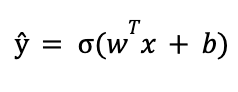 ŷ = σ(wᵀx + b)